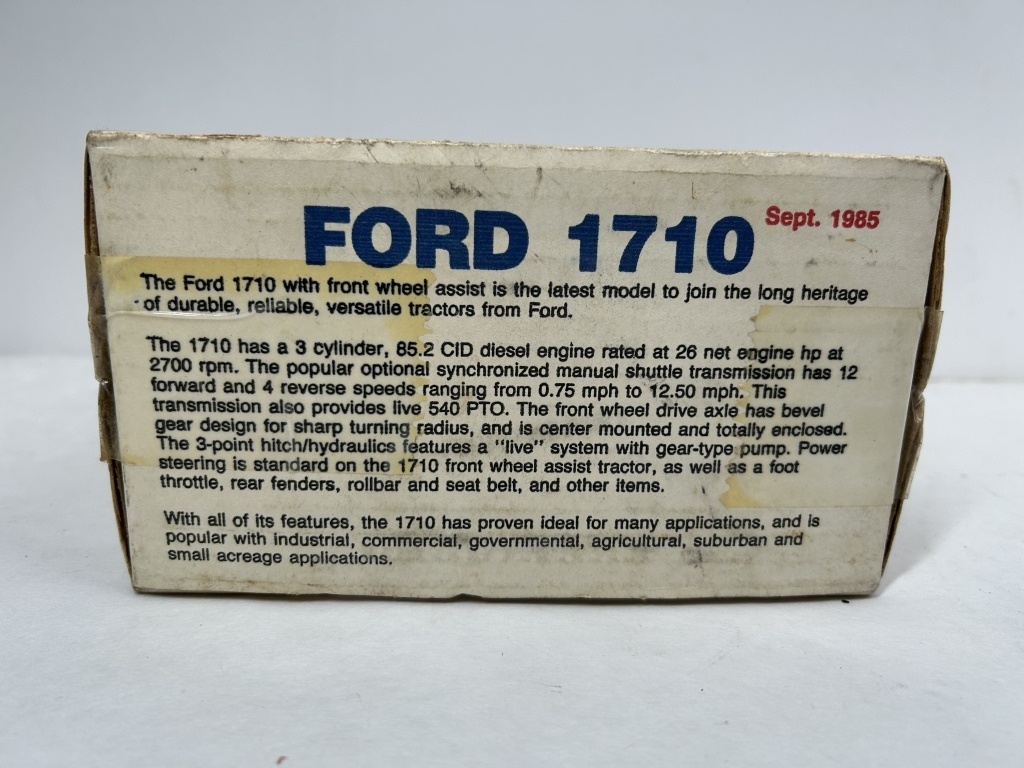 FORD 1710 Sept. 1985
The Ford 1710 with front wheel assist is the latest model to join the long heritage
of durable, reliable, versatile tractors from Ford.
The 1710 has a 3 cylinder, 85.2 CID diesel engine rated at 26 net engine hp at
2700 rpm. The popular optional synchronized manual shuttle transmission has 12
forward and 4 reverse speeds ranging from 0.75 mph to 12.50 mph. This
transmission also provides live 540 PTO. The front wheel drive axle has bevel
gear design for sharp turning radius, and is center mounted and totally enclosed.
The 3-point hitch/hydraulics features a "live" system with gear-type pump. Power
steering is standard on the 1710 front wheel assist tractor, as well as a foot
throttle, rear fenders, rollbar and seat belt, and other items.
With all of its features, the 1710 has proven ideal for many applications, and is
popular with industrial, commercial, governmental, agricultural, suburban and
small acreage applications.